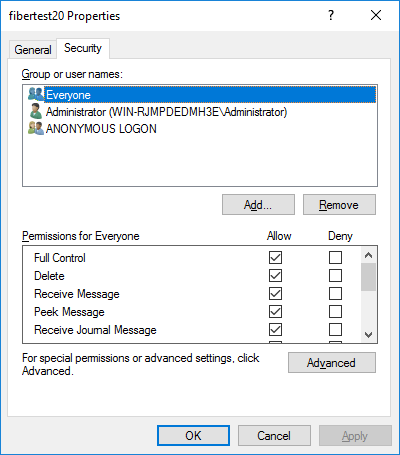 fibertest20 Properties
General Security
Group or user names:
Everyone
Administrator (WIN-RJMPDEDMH3E\Administrator)
ANONYMOUS LOGON
Add... Remove
Permissions for Everyone Allow Deny
Full Control
Delete
Receive Message
Peek Message
Receive Journal Message
For special permissions or advanced settings, click Advanced
Advanced.
OK Cancel Apply